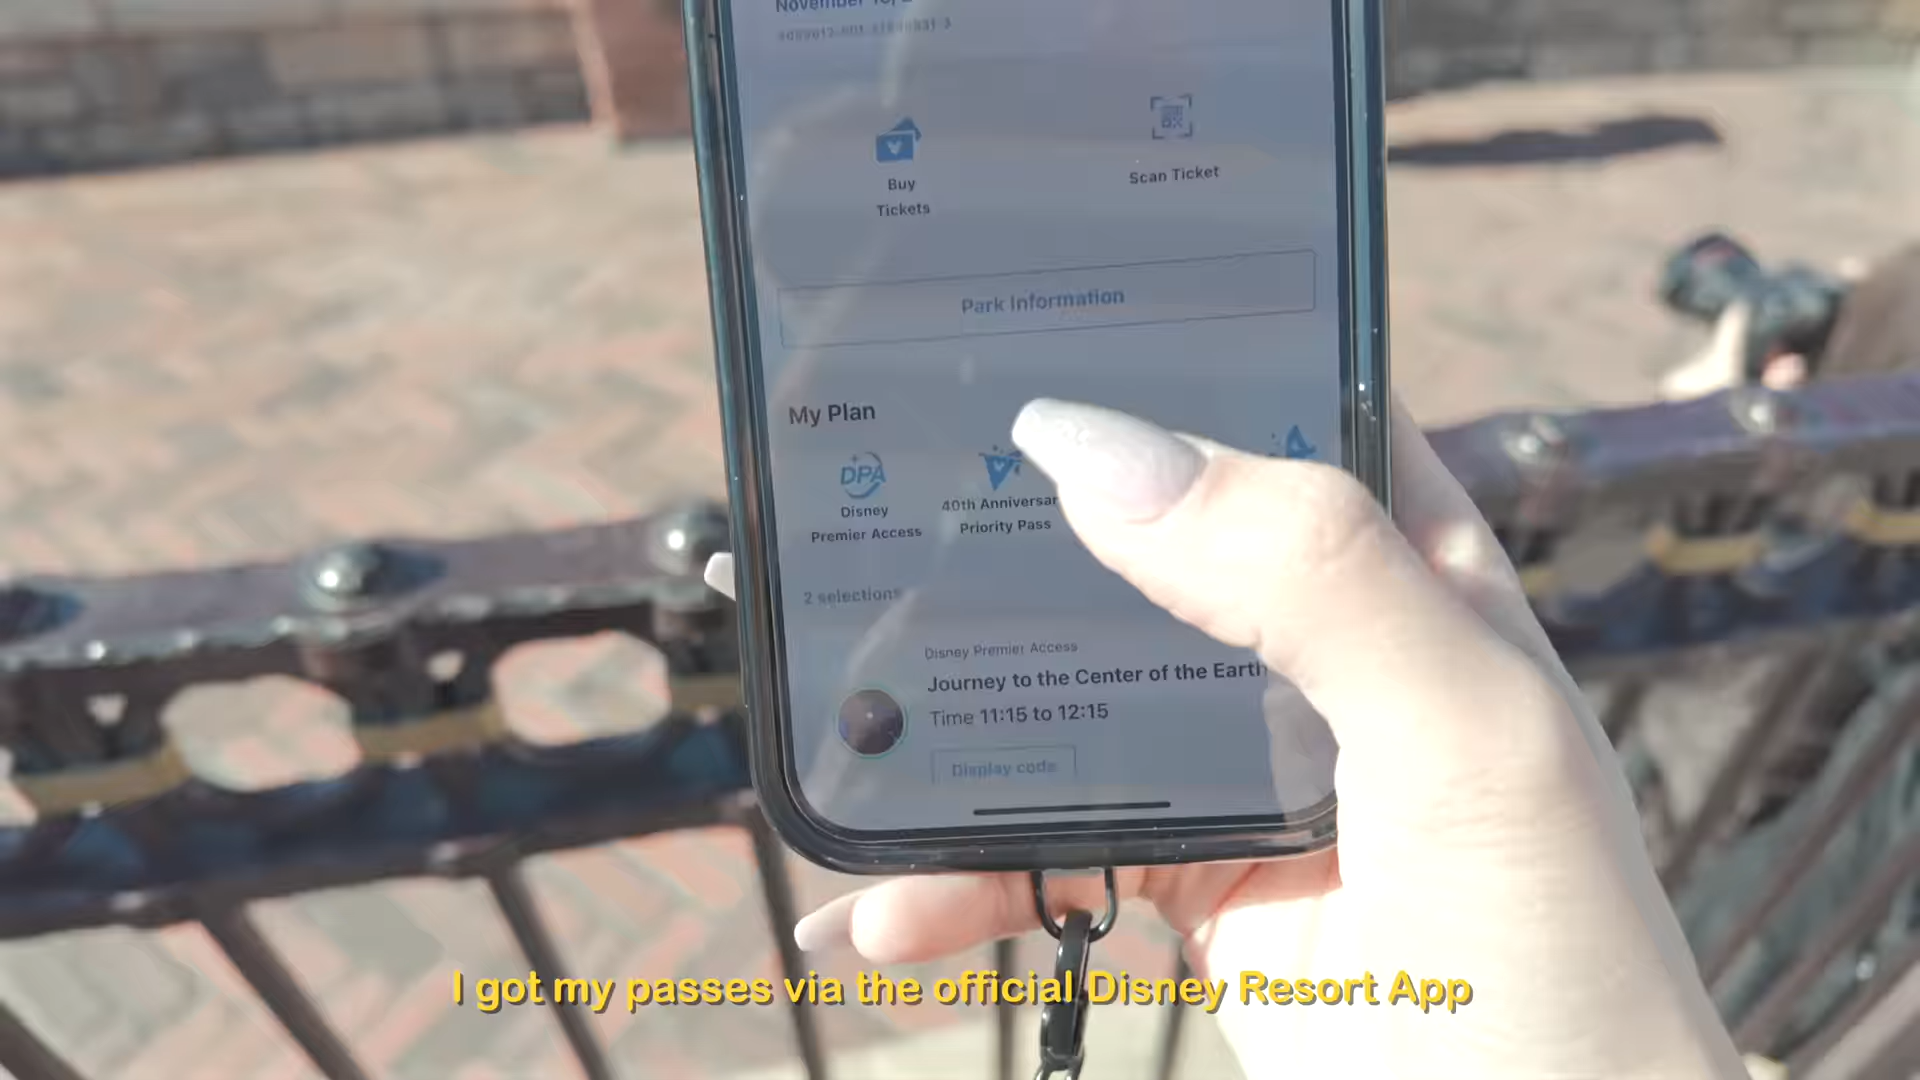 November
Buy
Tickets
Scan Ticket
Park Information
My Plan
DPA
Disney
Premier Access
40th Anniversar
Priority Pass
2 selections
Disney Premier Access
Journey to the Center of the Earth
Time 11:15 to 12:15
Display code
I got my passes via the official Disney Resort App